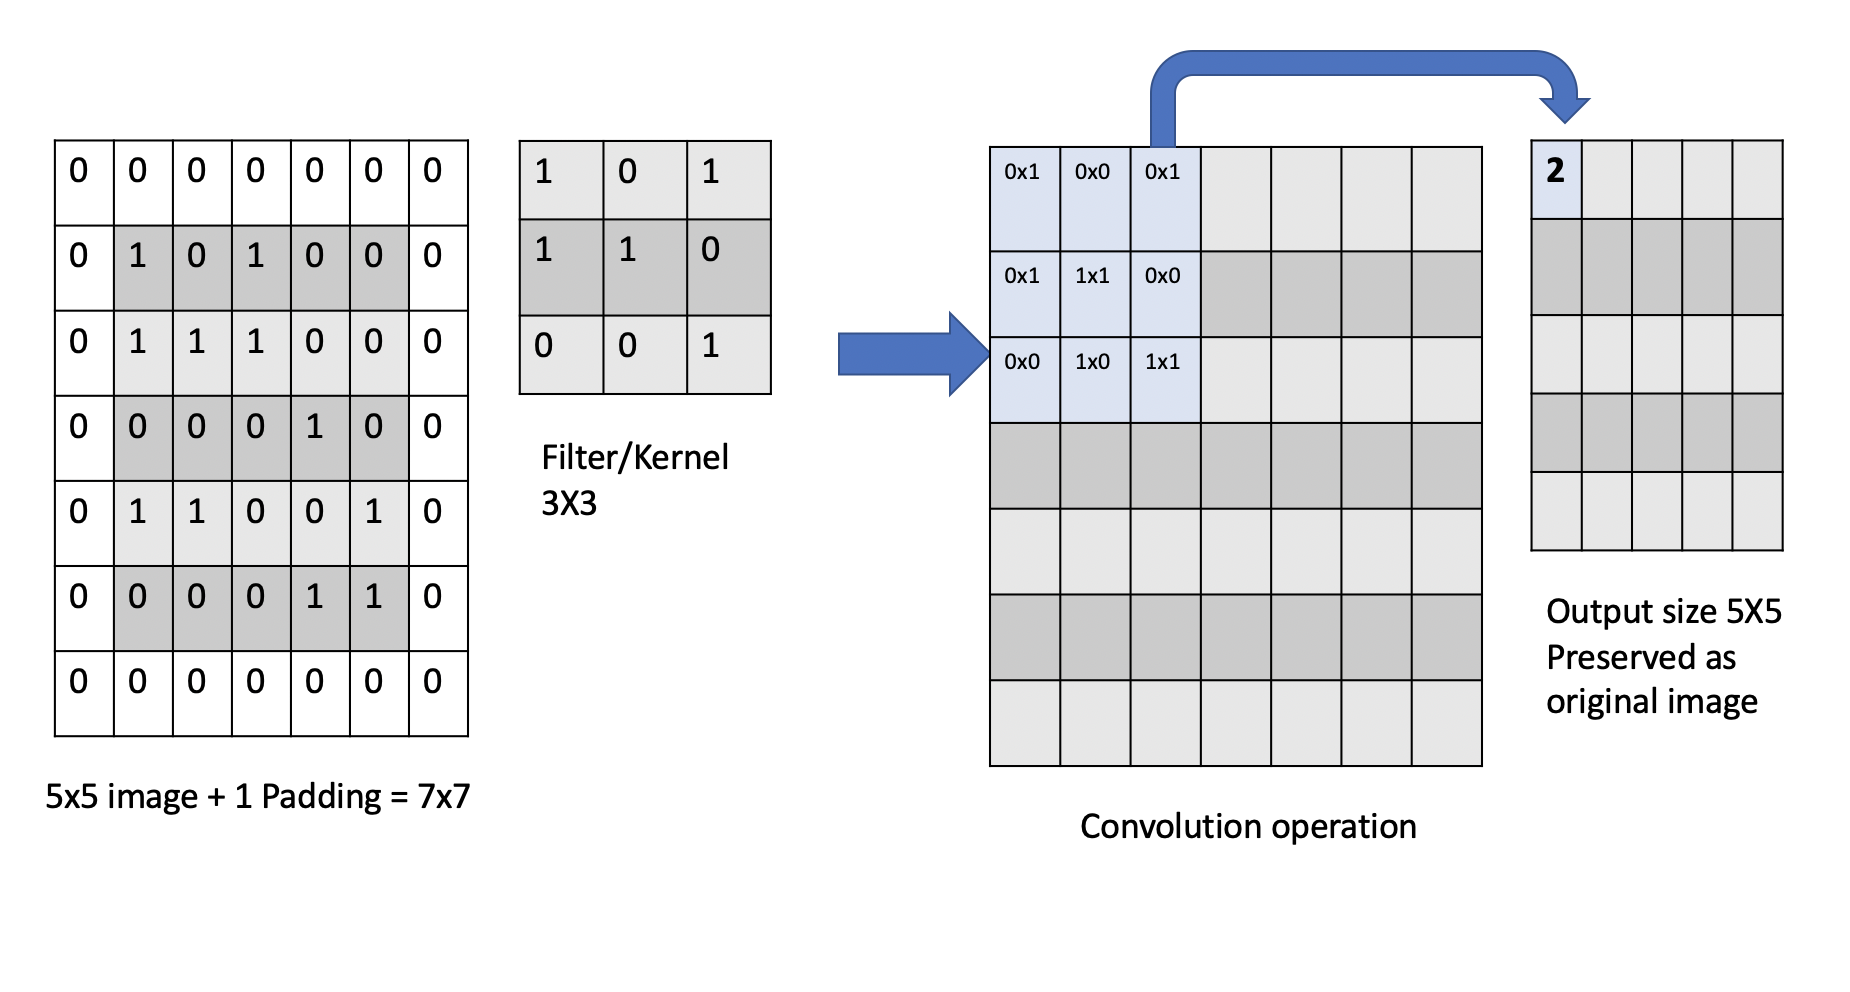 0 0 0 0 0 0 0
0 1 0 1 0 0 0
0 1 1 1 0 0 0
0 0 0 0 1 0 0
0 1 1 0 0 1 0
0 0 0 0 1 1 0
0 0 0 0 0 0 0
5x5 image + 1 Padding = 7x7
1 0 1
1 1 0
0 0 1
Filter/Kernel
3X3
0x1 0x0 0x1
0x1 1x1 0x0
0x0 1x0 1x1
Convolution operation
2
Output size 5X5
Preserved as
original image